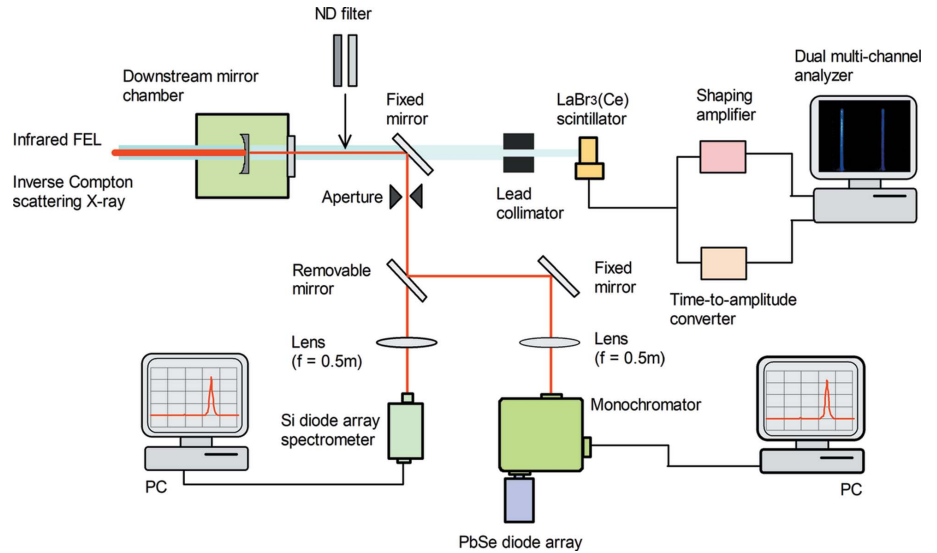 ND filter
Downstream mirror
chamber
Fixed
mirror
LaBr3(Ce)
scintillator
Shaping
amplifier
Dual multi-channel
analyzer
Infrared FEL
Inverse Compton
scattering X-ray
Aperture
Lead
collimator
Removable
mirror
Fixed
mirror
Time-to-amplitude
converter
Lens
(f = 0.5m)
Lens
(f = 0.5m)
Si diode array
spectrometer
Monochromator
PC
PC
PbSe diode array